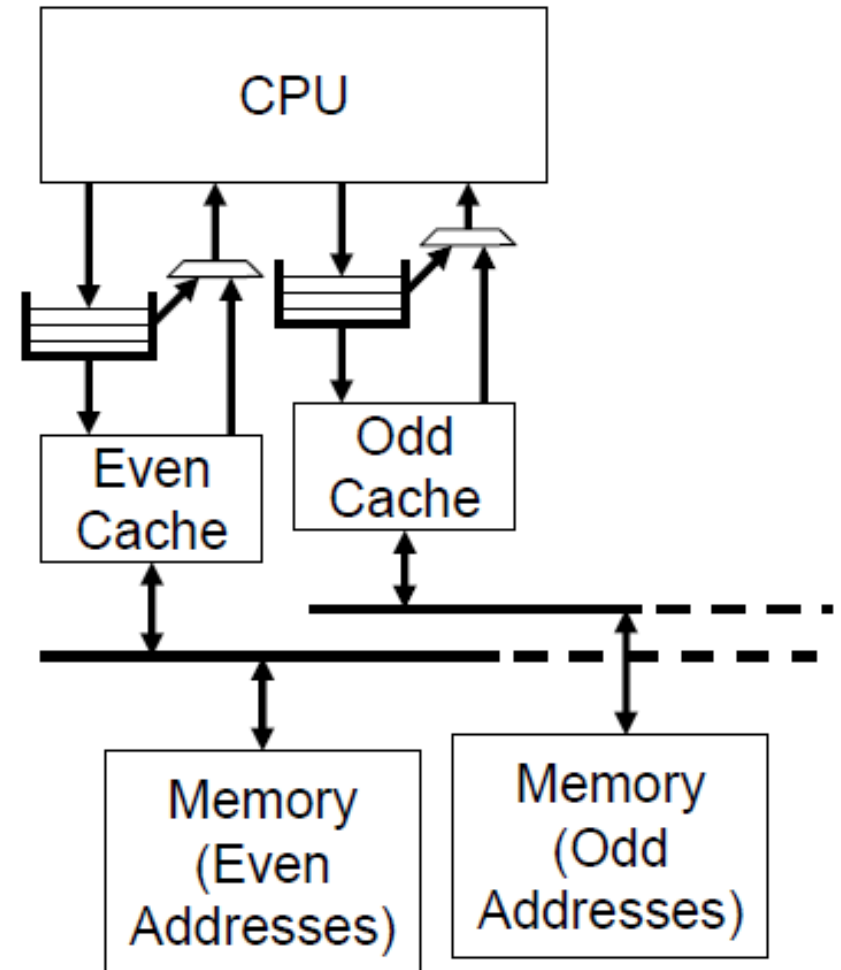 CPU
Even
Cache
Odd
Cache
Memory
(Even
Addresses)
Memory
(Odd
Addresses)